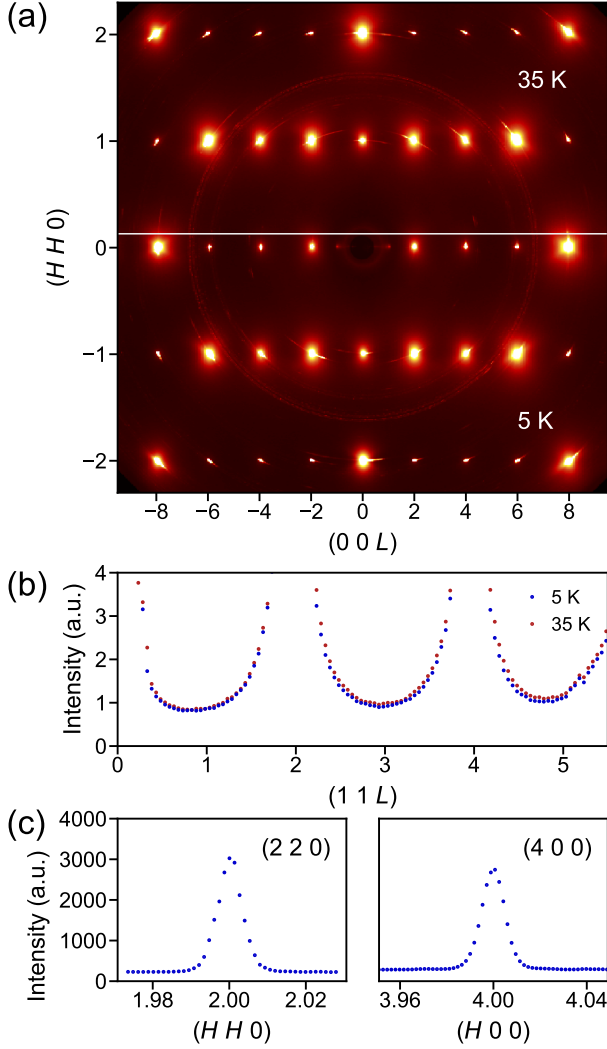 (a)
2
1
0
−1
−2
(H H 0)
35 K
5 K
−8 −6 −4 −2 0 2 4 6 8
(0 0 L)
(b)
4
3
2
1
0
Intensity (a.u.)
5 K
35 K
0 1 2 3 4 5
(1 1 L)
(c)
4000
3000
2000
1000
0
Intensity (a.u.)
(2 2 0)
(4 0 0)
1.98 2.00 2.02
3.96 4.00 4.04
(H H 0)
(H 0 0)